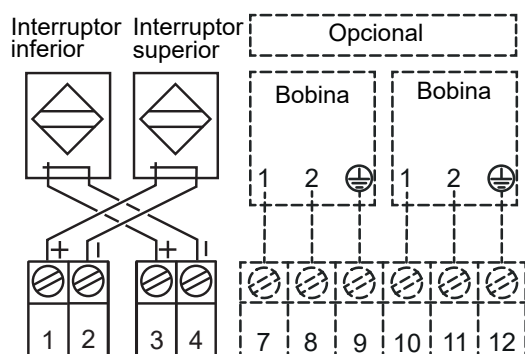 Interruptor inferior
Interruptor superior
Opcional
Bobina
Bobina
1 2
1 2
+ − + −
1 2 3 4 7 8 9 10 11 12